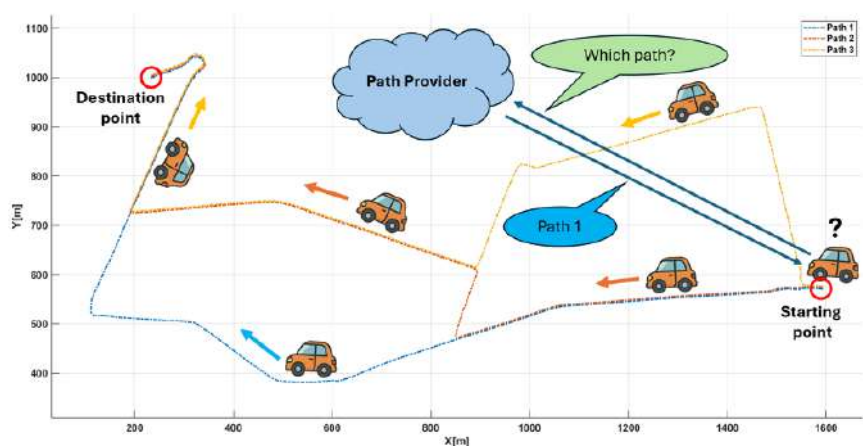 1100
1000
900
800
700
600
500
400
Y[m]
200
400
600
800
1000
1200
1400
1600
X[m]
Path 1
Path 2
Path 3
Which path?
Path Provider
Destination
point
Path 1
?
Starting
point